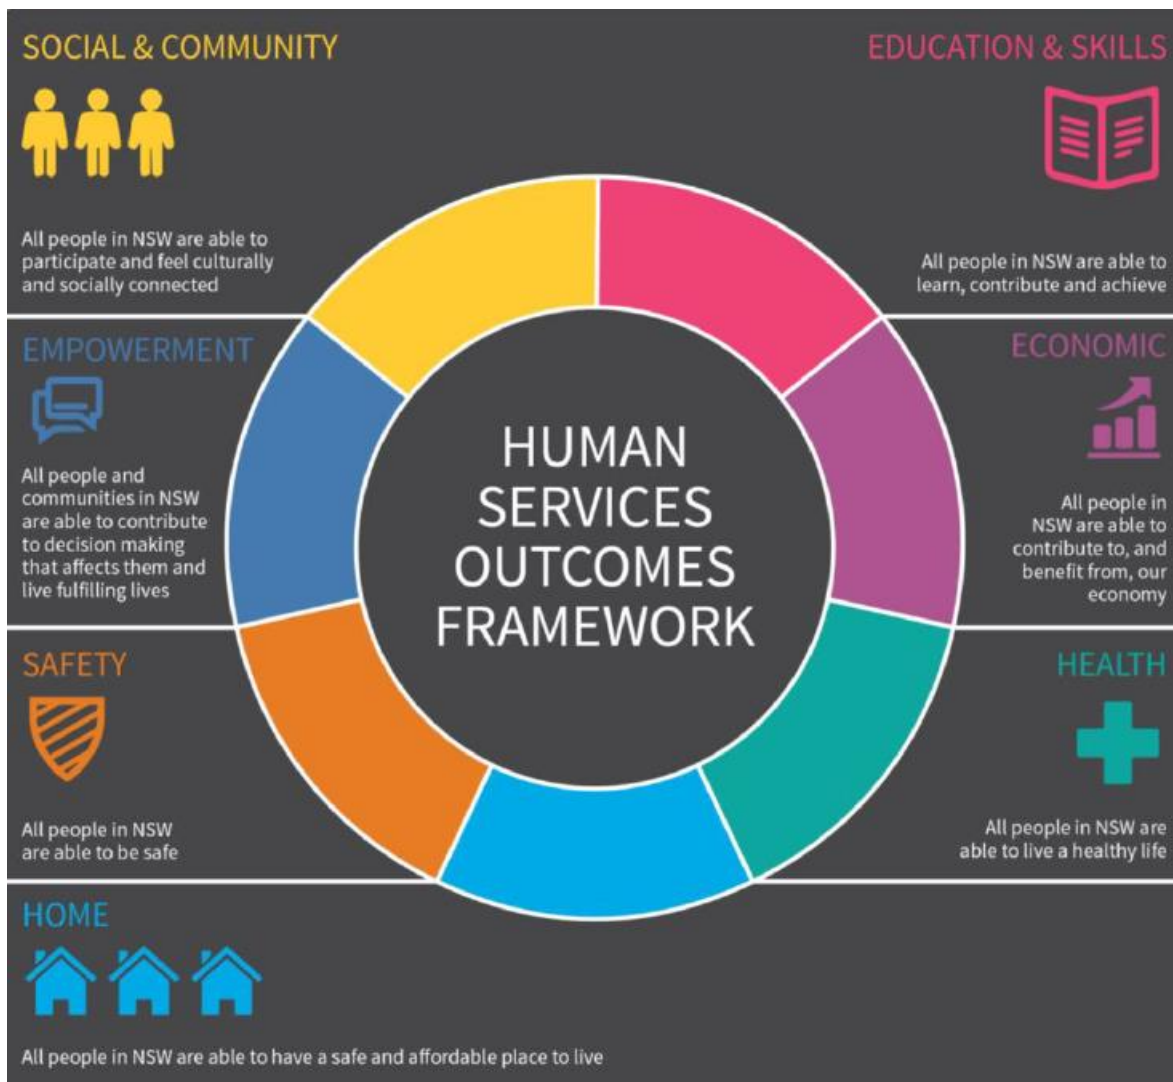 SOCIAL & COMMUNITY
All people in NSW are able to
participate and feel culturally
and socially connected
EDUCATION & SKILLS
All people in NSW are able to
learn, contribute and achieve
EMPOWERMENT
All people and
communities in NSW
are able to contribute
to decision making
that affects them and
live fulfilling lives
HUMAN
SERVICES
OUTCOMES
FRAMEWORK
ECONOMIC
All people in
NSW are able to
contribute to, and
benefit from, our
economy
SAFETY
All people in NSW
are able to be safe
HEALTH
All people in NSW are
able to live a healthy life
HOME
All people in NSW are able to have a safe and affordable place to live